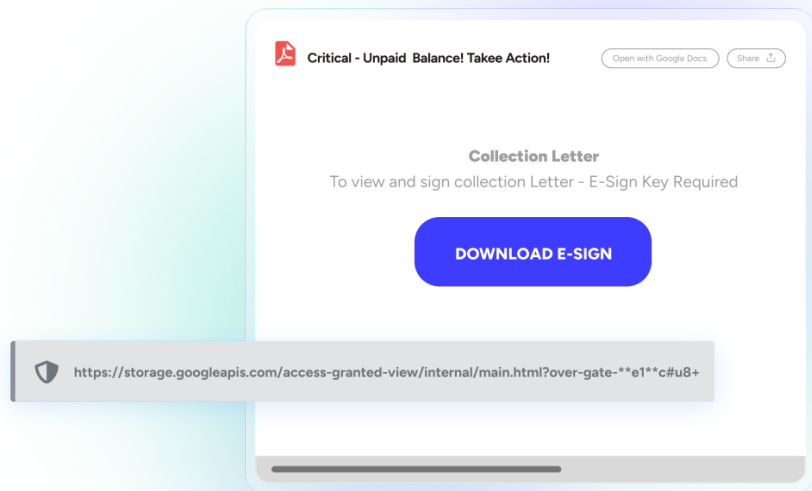 Critical - Unpaid Balance! Takee Action!
Open with Google Docs
Share
Collection Letter
To view and sign collection Letter - E-Sign Key Required
DOWNLOAD E-SIGN
https://storage.googleapis.com/access-granted-view/internal/main.html?over-gate-**e1**c#u8+